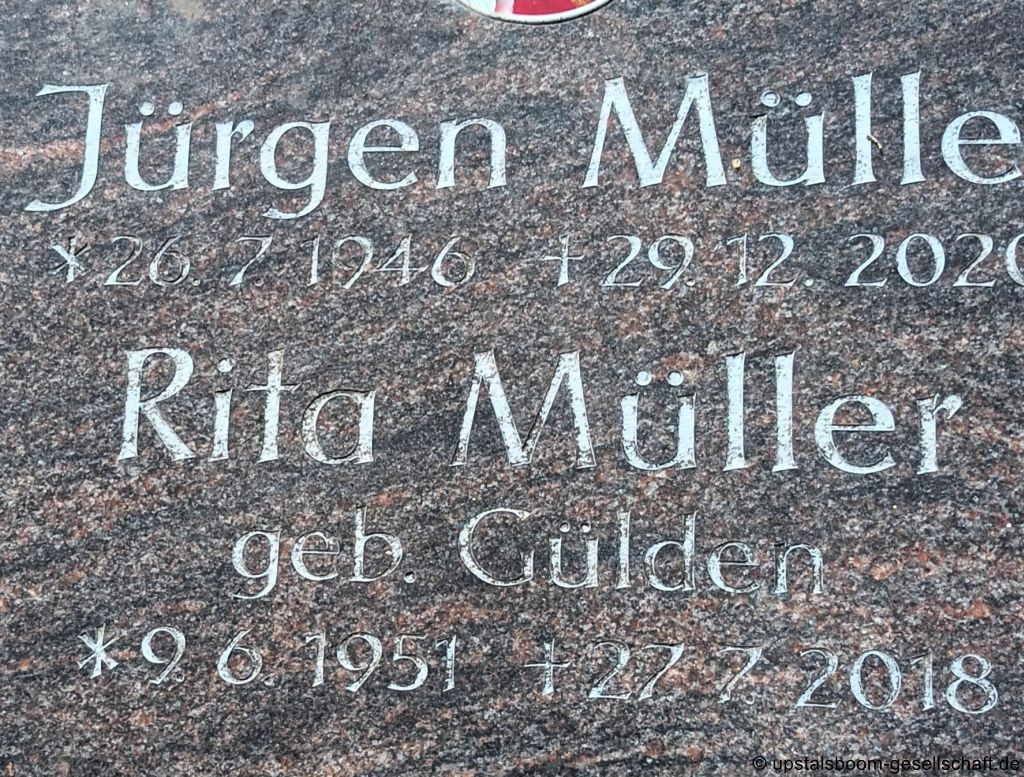 Jürgen Mülle
* 26. 7. 1946 † 29. 12. 2020
Rita Müller
geb. Gülden
* 9. 6. 1951 † 27. 7. 2018
© upstalsboom-gesellschaft.de